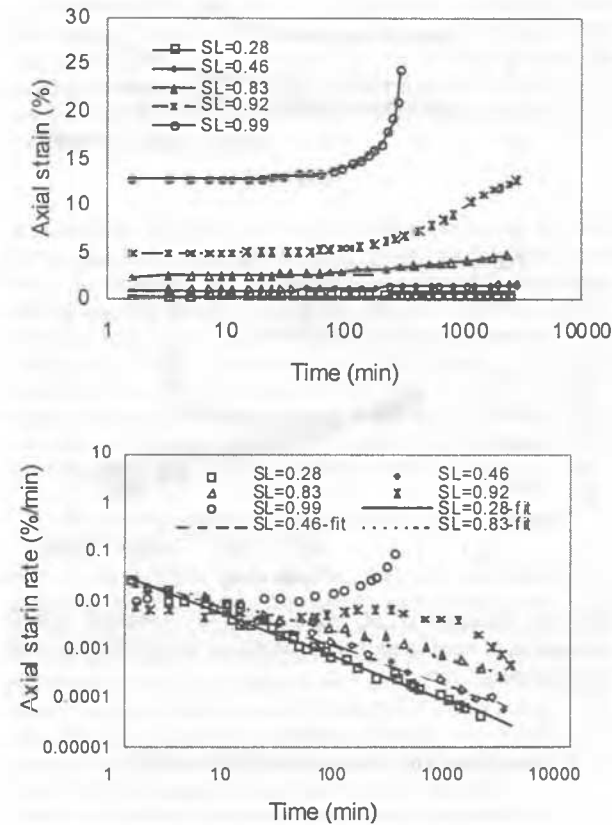 30
25
20
15
10
5
0
Axial strain (%)
SL=0.28
SL=0.46
SL=0.83
SL=0.92
SL=0.99
1
10
100
1000
10000
Time (min)
10
1
0.1
0.01
0.001
0.0001
0.00001
Axial starin rate (%/min)
SL=0.28
SL=0.46
SL=0.83
SL=0.92
SL=0.99
SL=0.28-fit
SL=0.46-fit
SL=0.83-fit
1
10
100
1000
10000
Time (min)